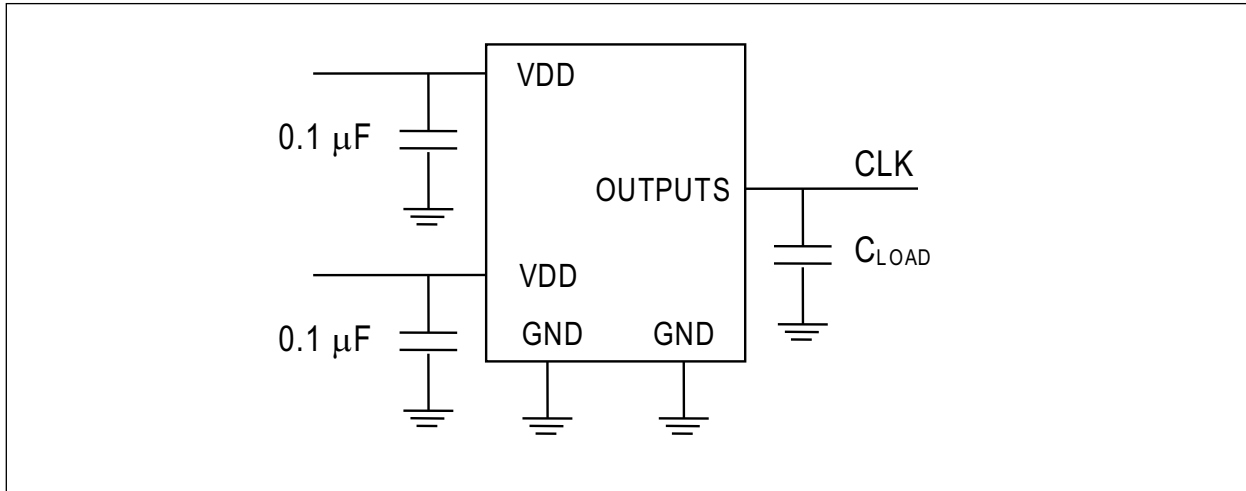 VDD
0.1 μF
OUTPUTS
CLK
CLOAD
VDD
0.1 μF
GND
GND